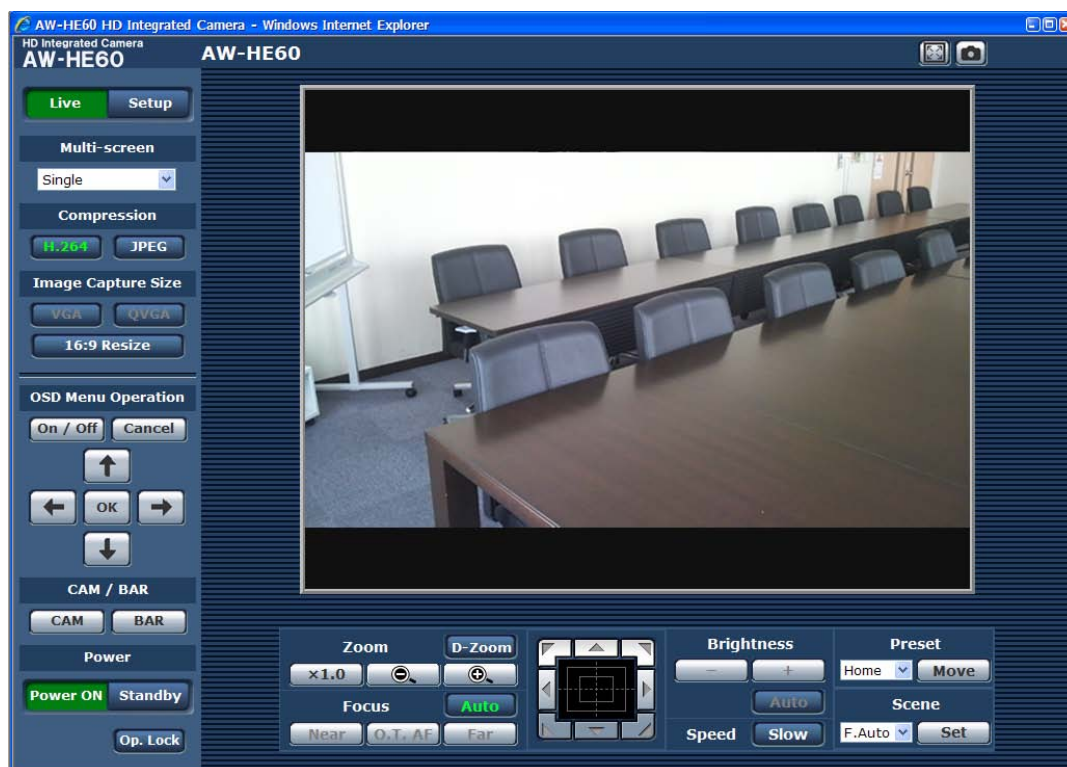 AW-HE60 HD Integrated Camera - Windows Internet Explorer
HD Integrated Camera
AW-HE60
AW-HE60
Live Setup
Multi-screen
Single
Compression
H.264 JPEG
Image Capture Size
VGA QVGA
16:9 Resize
OSD Menu Operation
On / Off Cancel
OK
CAM / BAR
CAM BAR
Power
Power ON Standby
Op. Lock
Zoom D-Zoom
×1.0
Focus Auto
Near O.T. AF Far
Brightness
- +
Auto
Speed Slow
Preset
Home Move
Scene
F.Auto Set